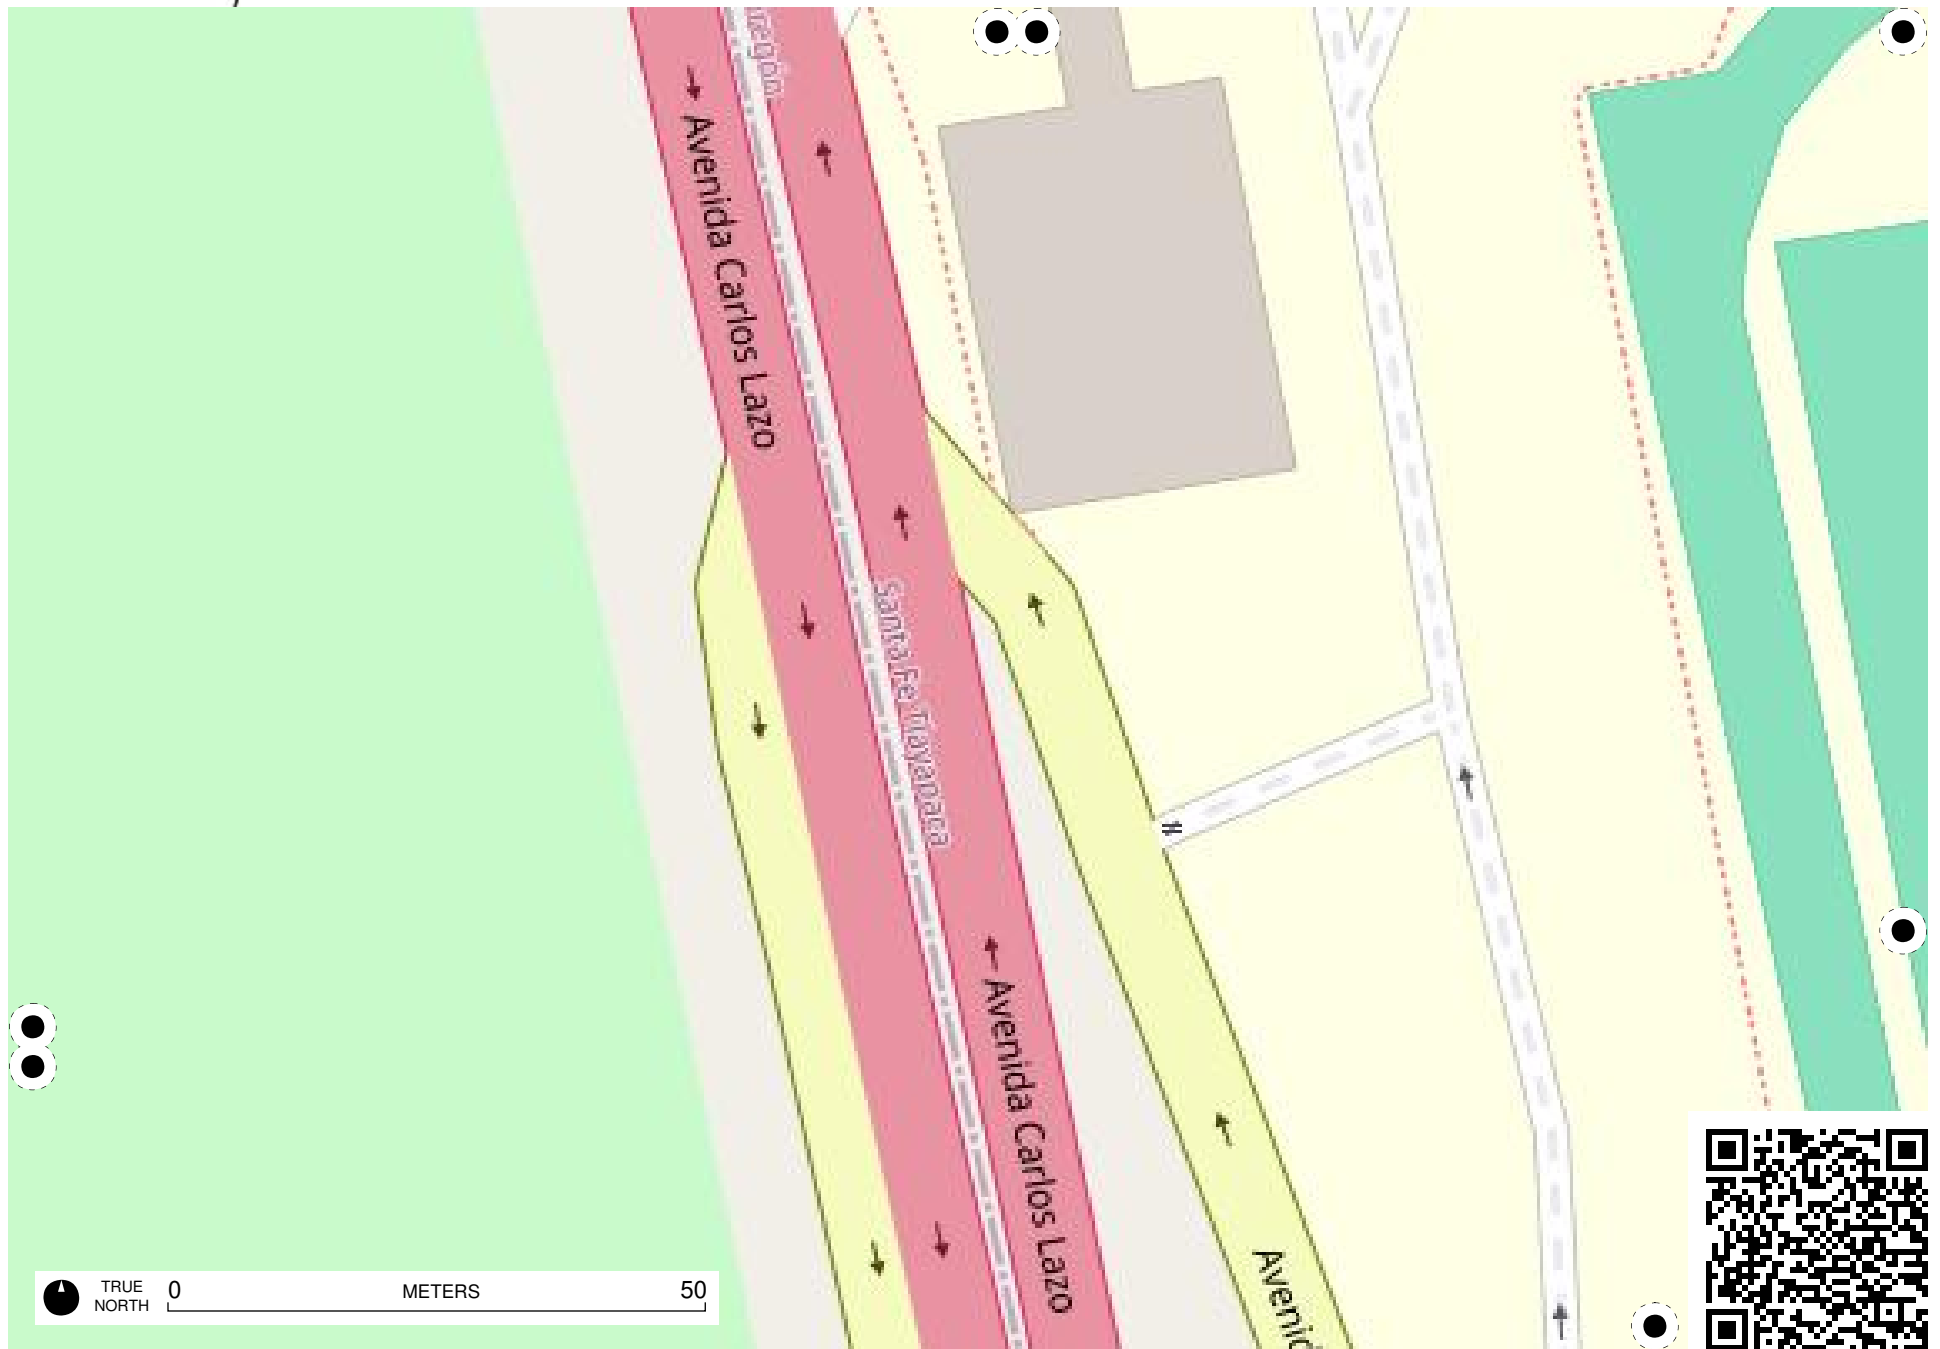 Avenida Carlos Lazo
Santa Fe Tlayapaca
Avenida Carlos Lazo
TRUE
NORTH
0
METERS
50